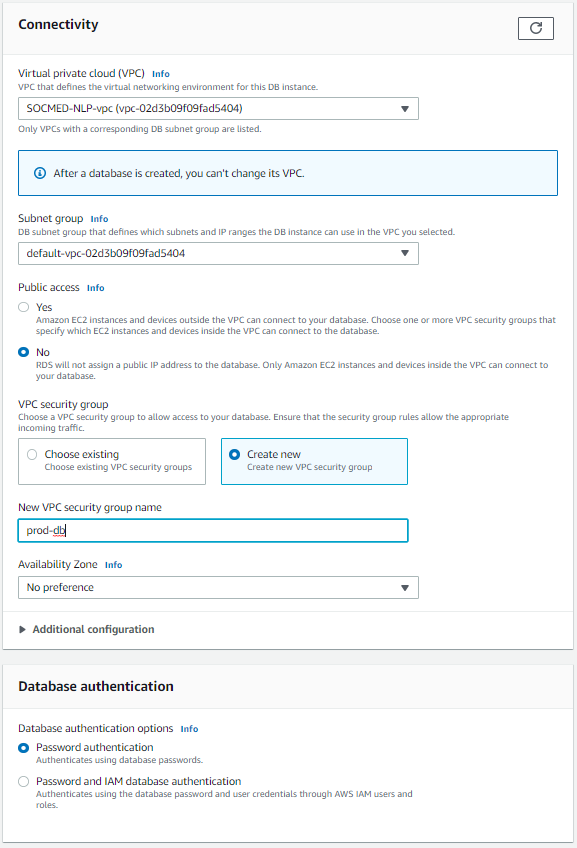 Connectivity
Virtual private cloud (VPC) Info
VPC that defines the virtual networking environment for this DB instance.
SOCMED-NLP-vpc (vpc-02d3b09f09fad5404)
Only VPCs with a corresponding DB subnet group are listed.
After a database is created, you can't change its VPC.
Subnet group Info
DB subnet group that defines which subnets and IP ranges the DB instance can use in the VPC you selected.
default-vpc-02d3b09f09fad5404
Public access Info
Yes
Amazon EC2 instances and devices outside the VPC can connect to your database. Choose one or more VPC security groups that
specify which EC2 instances and devices inside the VPC can connect to the database.
No
RDS will not assign a public IP address to the database. Only Amazon EC2 instances and devices inside the VPC can connect to
your database.
VPC security group
Choose a VPC security group to allow access to your database. Ensure that the security group rules allow the appropriate
incoming traffic.
Choose existing
Choose existing VPC security groups
Create new
Create new VPC security group
New VPC security group name
prod-db
Availability Zone Info
No preference
Additional configuration
Database authentication
Database authentication options Info
Password authentication
Authenticates using database passwords.
Password and IAM database authentication
Authenticates using the database password and user credentials through AWS IAM users and
roles.